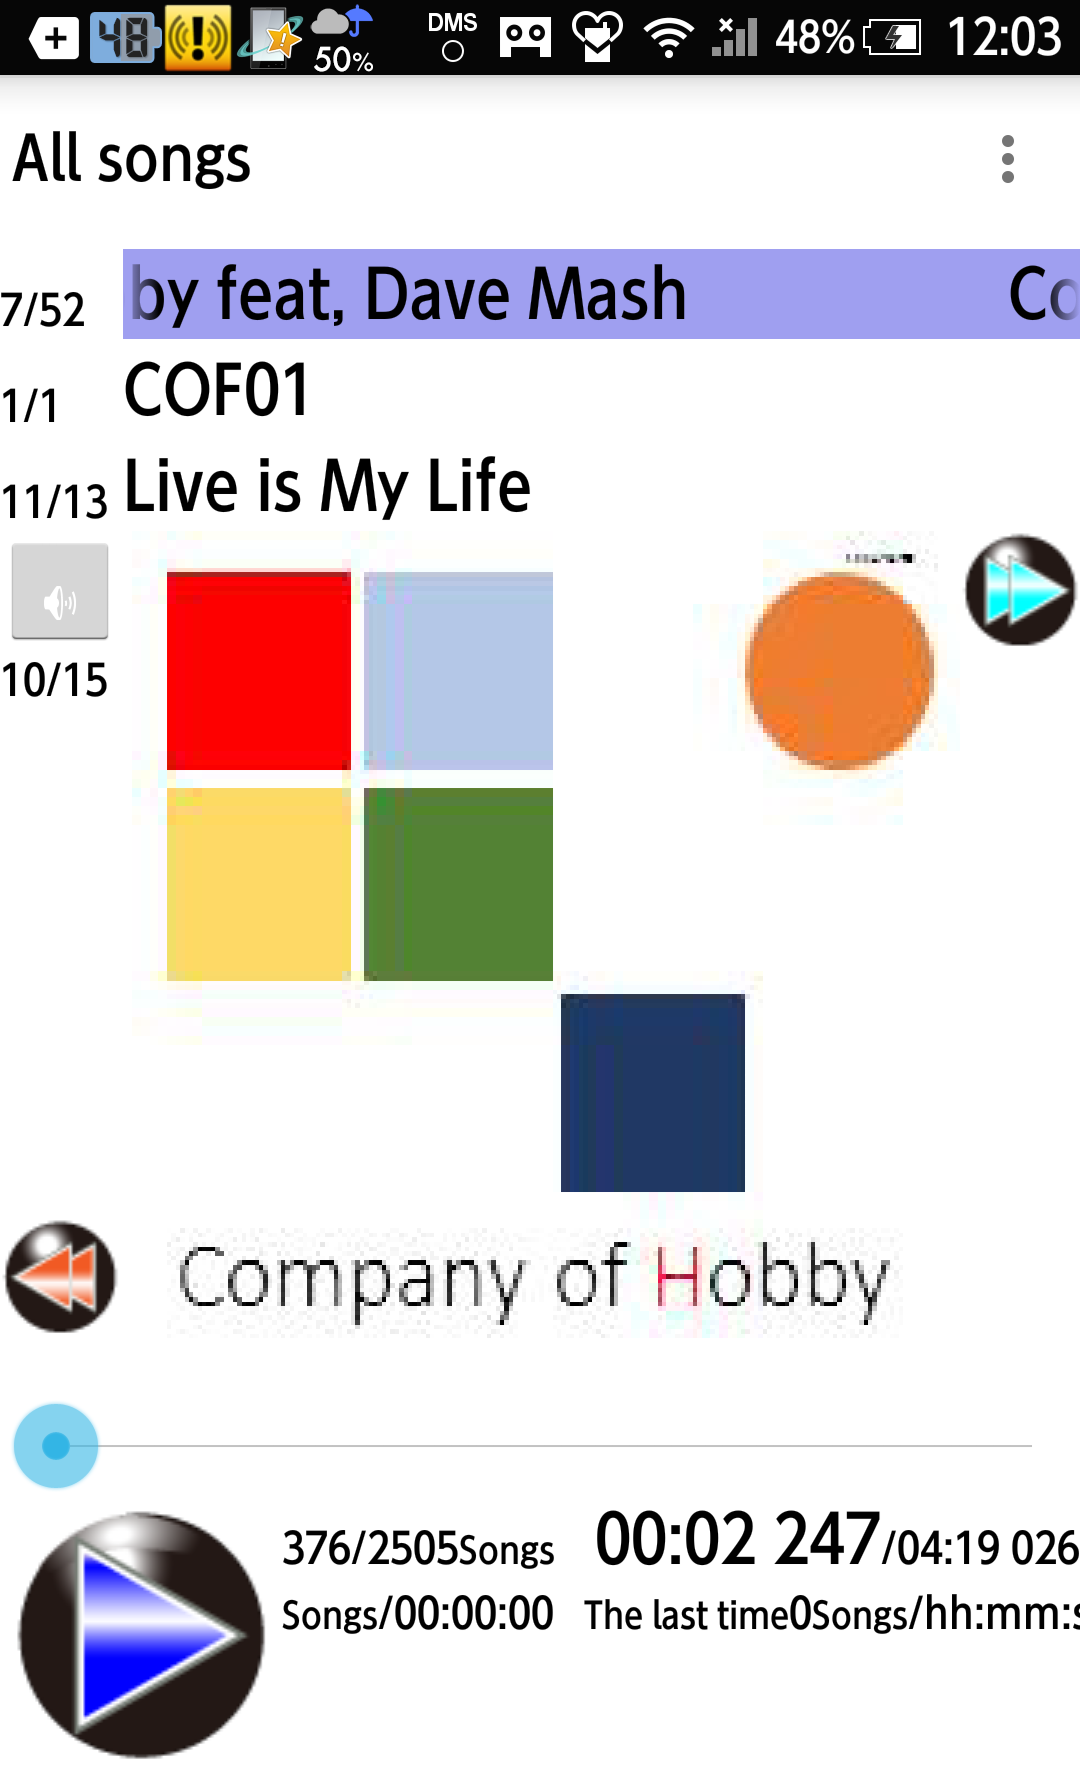 48 50% DMS 48% 12:03
All songs
7/52 by feat, Dave Mash Co
1/1 COF01
11/13 Live is My Life
10/15
Company of Hobby
376/2505Songs 00:02 247/04:19 026
Songs/00:00:00 The last time0Songs/hh:mm:s